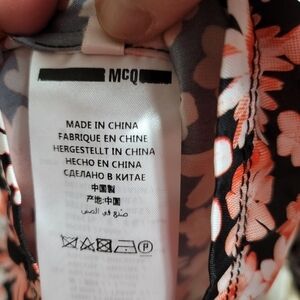 McQ
MADE IN CHINA
FABRIQUE EN CHINE
HERGESTELLT IN CHINA
HECHO EN CHINA
СДЕЛАНО В КИТАЕ
中国製
产地:中国
صنع في الصين
P